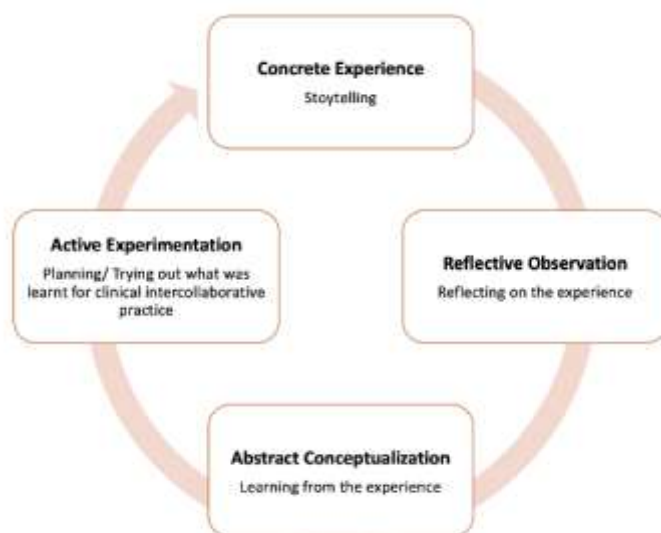 Concrete Experience
Stoytelling
Reflective Observation
Reflecting on the experience
Abstract Conceptualization
Learning from the experience
Active Experimentation
Planning/ Trying out what was
learnt for clinical intercollaborative
practice